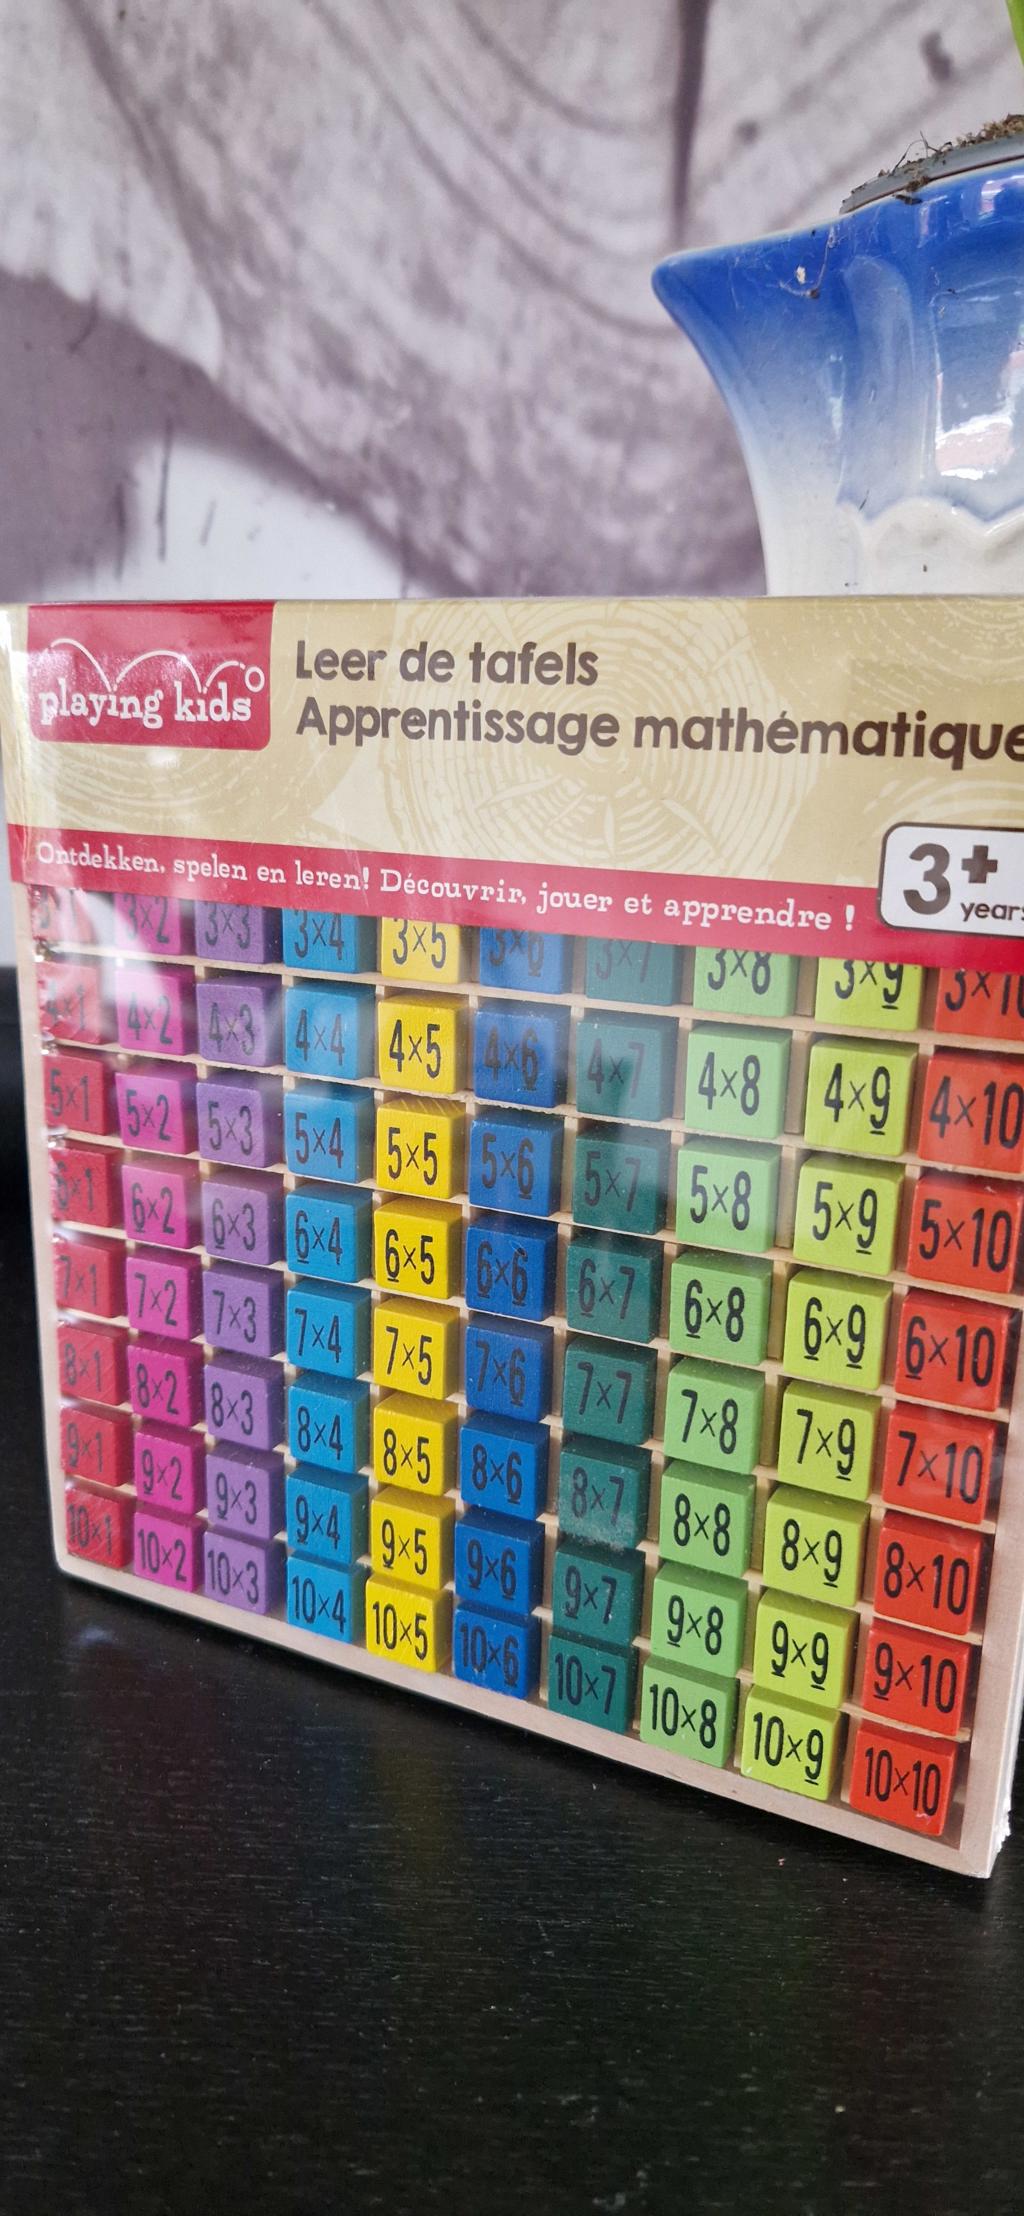 playing kids
Leer de tafels
Apprentissage mathématique
Ontdekken, spelen en leren! Découvrir, jouer et apprendre !
3+
years
3×2 3×3 3×4 3×5 3×6 3×7 3×8 3×9 3×10
4×1 4×2 4×3 4×4 4×5 4×6 4×7 4×8 4×9 4×10
5×1 5×2 5×3 5×4 5×5 5×6 5×7 5×8 5×9 5×10
6×1 6×2 6×3 6×4 6×5 6×6 6×7 6×8 6×9 6×10
7×1 7×2 7×3 7×4 7×5 7×6 7×7 7×8 7×9 7×10
8×1 8×2 8×3 8×4 8×5 8×6 8×7 8×8 8×9 8×10
9×1 9×2 9×3 9×4 9×5 9×6 9×7 9×8 9×9 9×10
10×1 10×2 10×3 10×4 10×5 10×6 10×7 10×8 10×9 10×10